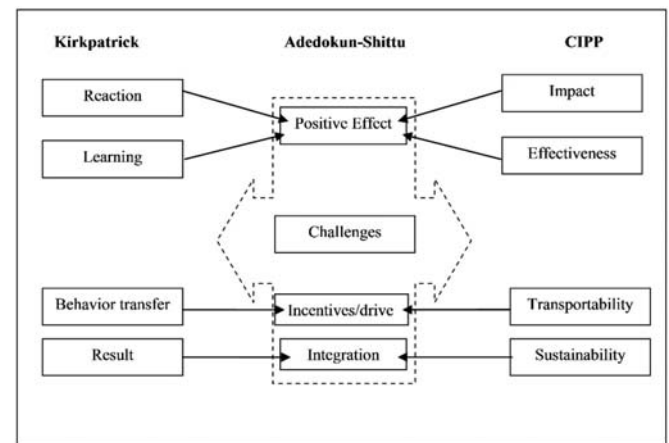 Kirkpatrick Adedokun-Shittu CIPP
Reaction Positive Effect Impact
Learning Effectiveness
Challenges
Behavior transfer Incentives/drive Transportability
Result Integration Sustainability